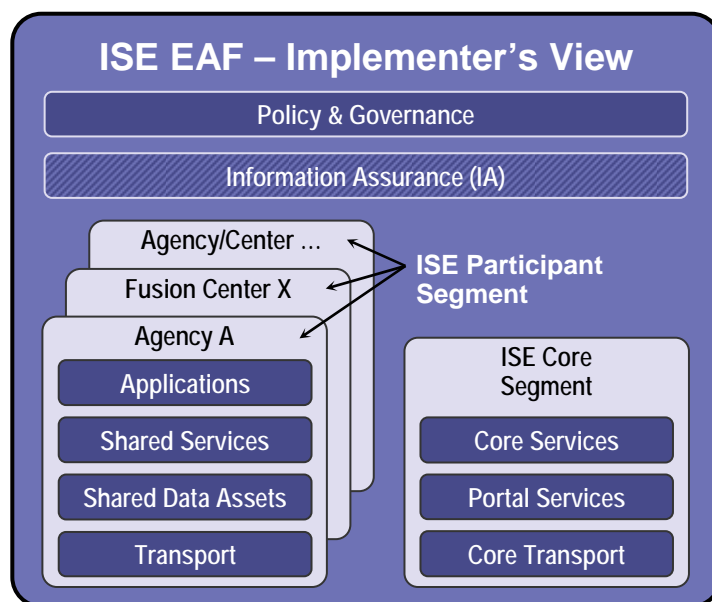 ISE EAF – Implementer's View
Policy & Governance
Information Assurance (IA)
Agency/Center ...
Fusion Center X
Agency A
Applications
Shared Services
Shared Data Assets
Transport
ISE Participant
Segment
ISE Core
Segment
Core Services
Portal Services
Core Transport